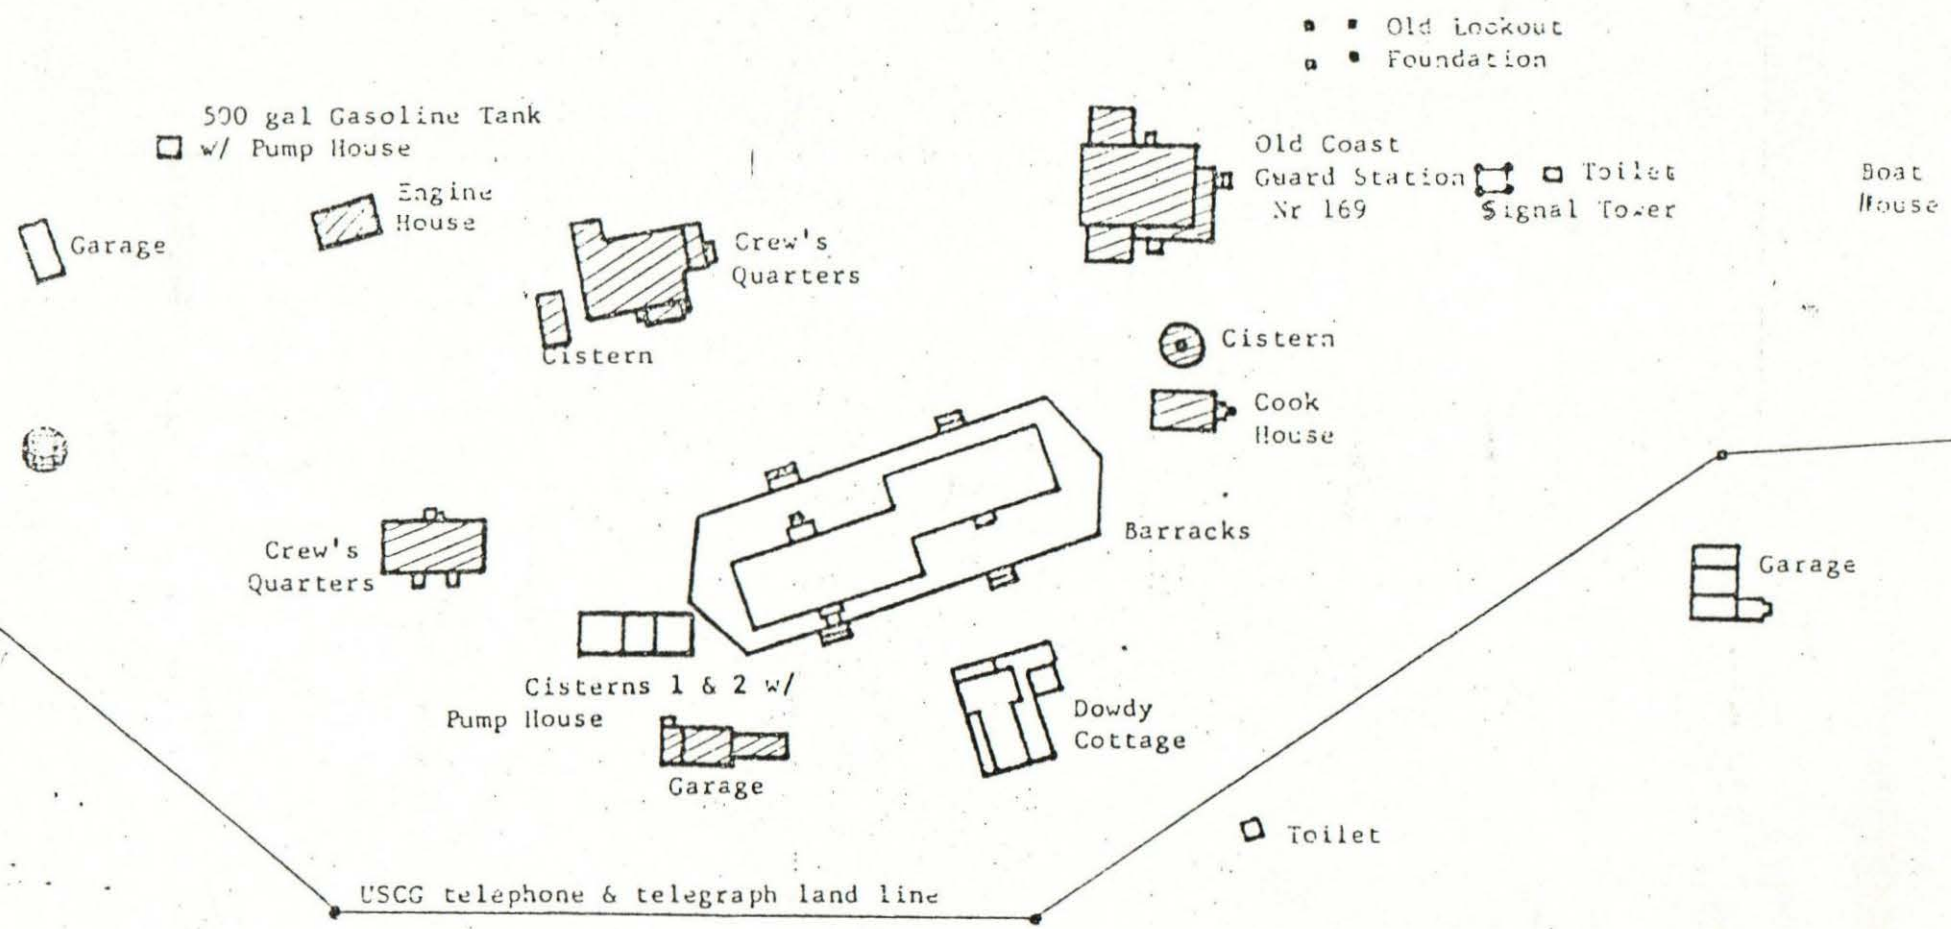 Old Lookout
Foundation
500 gal Gasoline Tank
w/ Pump House
Engine
House
Garage
Crew's
Quarters
Cistern
Old Coast
Guard Station
Nr 169
Toilet
Signal Tower
Boat
House
Cistern
Cook
House
Crew's
Quarters
Barracks
Garage
Cisterns 1 & 2 w/
Pump House
Garage
Dowdy
Cottage
Toilet
USCG telephone & telegraph land line